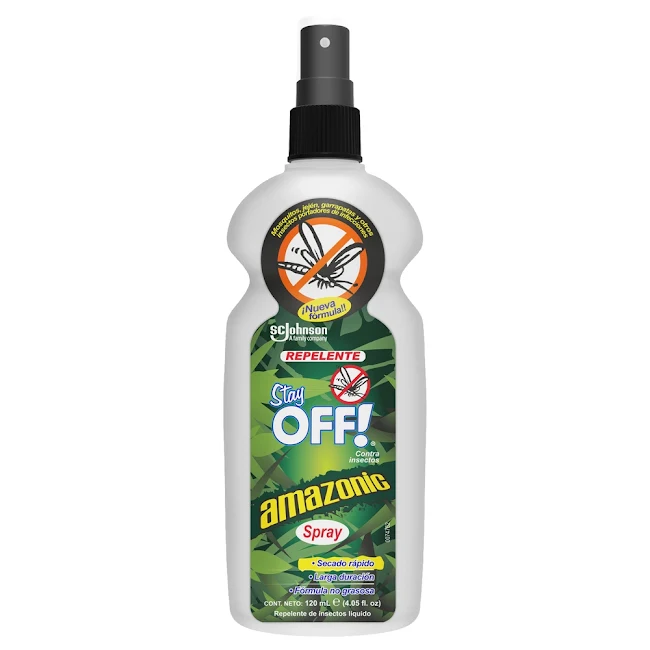 Mosquitos, jején, garrapatas y otros
insectos portadores de infecciones
¡Nueva
fórmula!!
SCJohnson
A family company
REPELENTE
Stay
OFF!®
Contra
insectos
amazonic
Spray
• Secado rápido
• Larga duración
• Fórmula no grasosa
CONT. NETO: 120 mL ℮ (4.05 fl. oz)
Repelente de insectos líquido